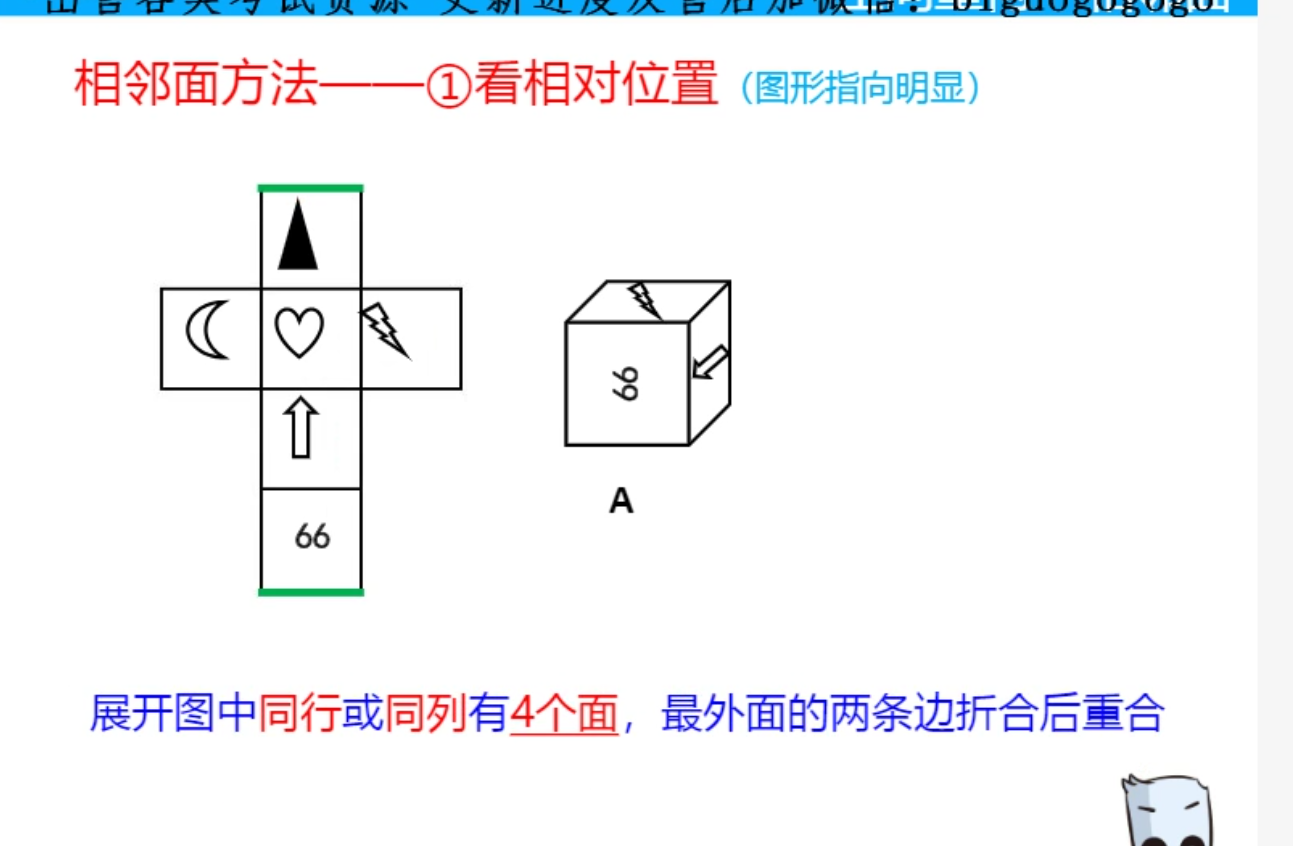 相邻面方法——①看相对位置（图形指向明显）
66
66
A
展开图中同行或同列有4个面，最外面的两条边折合后重合